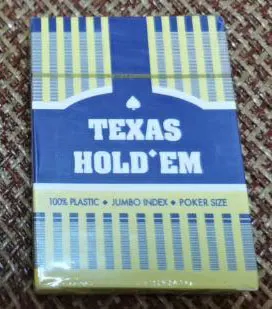 TEXAS
HOLD'EM
100% PLASTIC ◆ JUMBO INDEX ◆ POKER SIZE